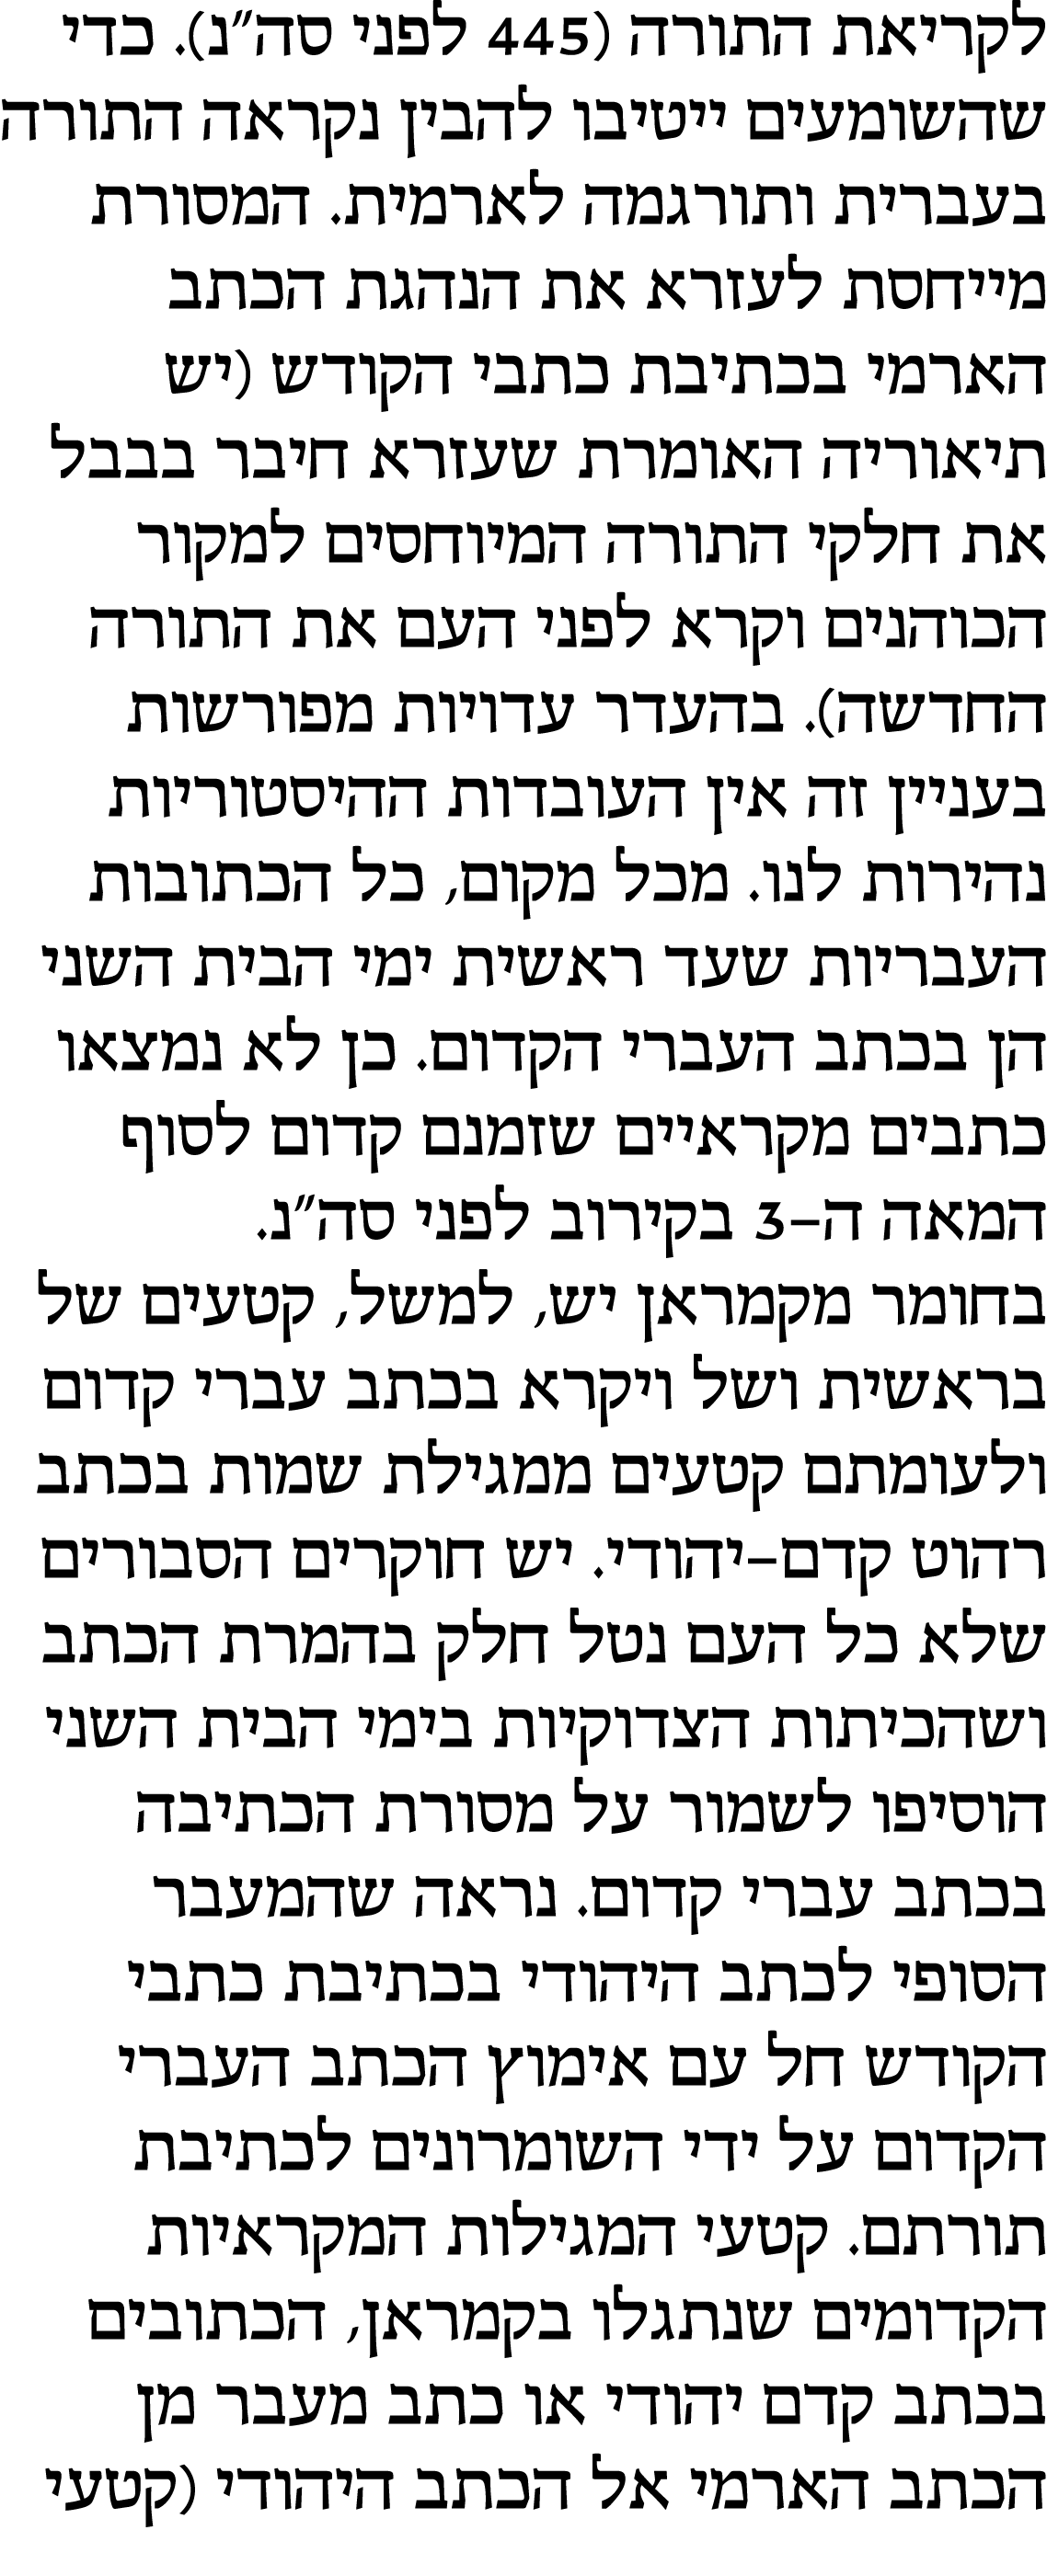 לקריאת התורה (445 לפני סה״נ). כדי
שהשומעים ייטיבו להבין נקראה התורה
בעברית ותורגמה לארמית. המסורת
מייחסת לעזרא את הנהגת הכתב
הארמי בכתיבת כתבי הקודש (יש
תיאוריה האומרת שעזרא חיבר בבבל
את חלקי התורה המיוחסים למקור
הכוהנים וקרא לפני העם את התורה
החדשה). בהעדר עדויות מפורשות
בעניין זה אין העובדות ההיסטוריות
נהירות לנו. מכל מקום, כל הכתובות
העבריות שעד ראשית ימי הבית השני
הן בכתב העברי הקדום. כן לא נמצאו
כתבים מקראיים שזמנם קדום לסוף
המאה ה–3 בקירוב לפני סה״נ.
בחומר מקמראן יש, למשל, קטעים של
בראשית ושל ויקרא בכתב עברי קדום
ולעומתם קטעים ממגילת שמות בכתב
רהוט קדם–יהודי. יש חוקרים הסבורים
שלא כל העם נטל חלק בהמרת הכתב
ושהכיתות הצדוקיות בימי הבית השני
הוסיפו לשמור על מסורת הכתיבה
בכתב עברי קדום. נראה שהמעבר
הסופי לכתב היהודי בכתיבת כתבי
הקודש חל עם אימוץ הכתב העברי
הקדום על ידי השומרונים לכתיבת
תורתם. קטעי המגילות המקראיות
הקדומים שנתגלו בקמראן, הכתובים
בכתב קדם יהודי או כתב מעבר מן
הכתב הארמי אל הכתב היהודי (קטעי